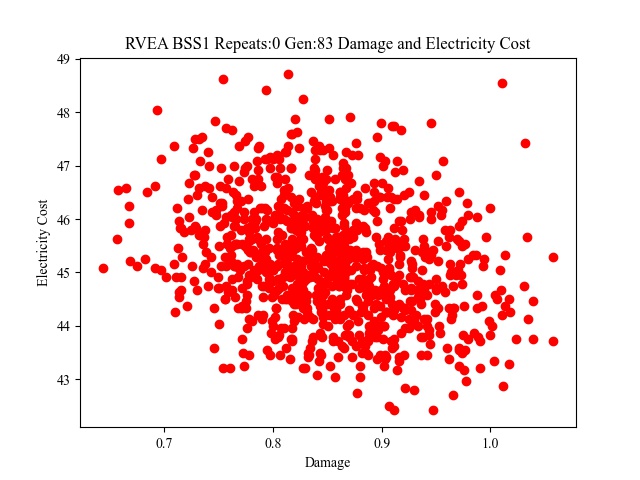 RVEA BSS1 Repeats:0 Gen:83 Damage and Electricity Cost
49
48
47
46
45
44
43
Electricity Cost
0.7 0.8 0.9 1.0
Damage